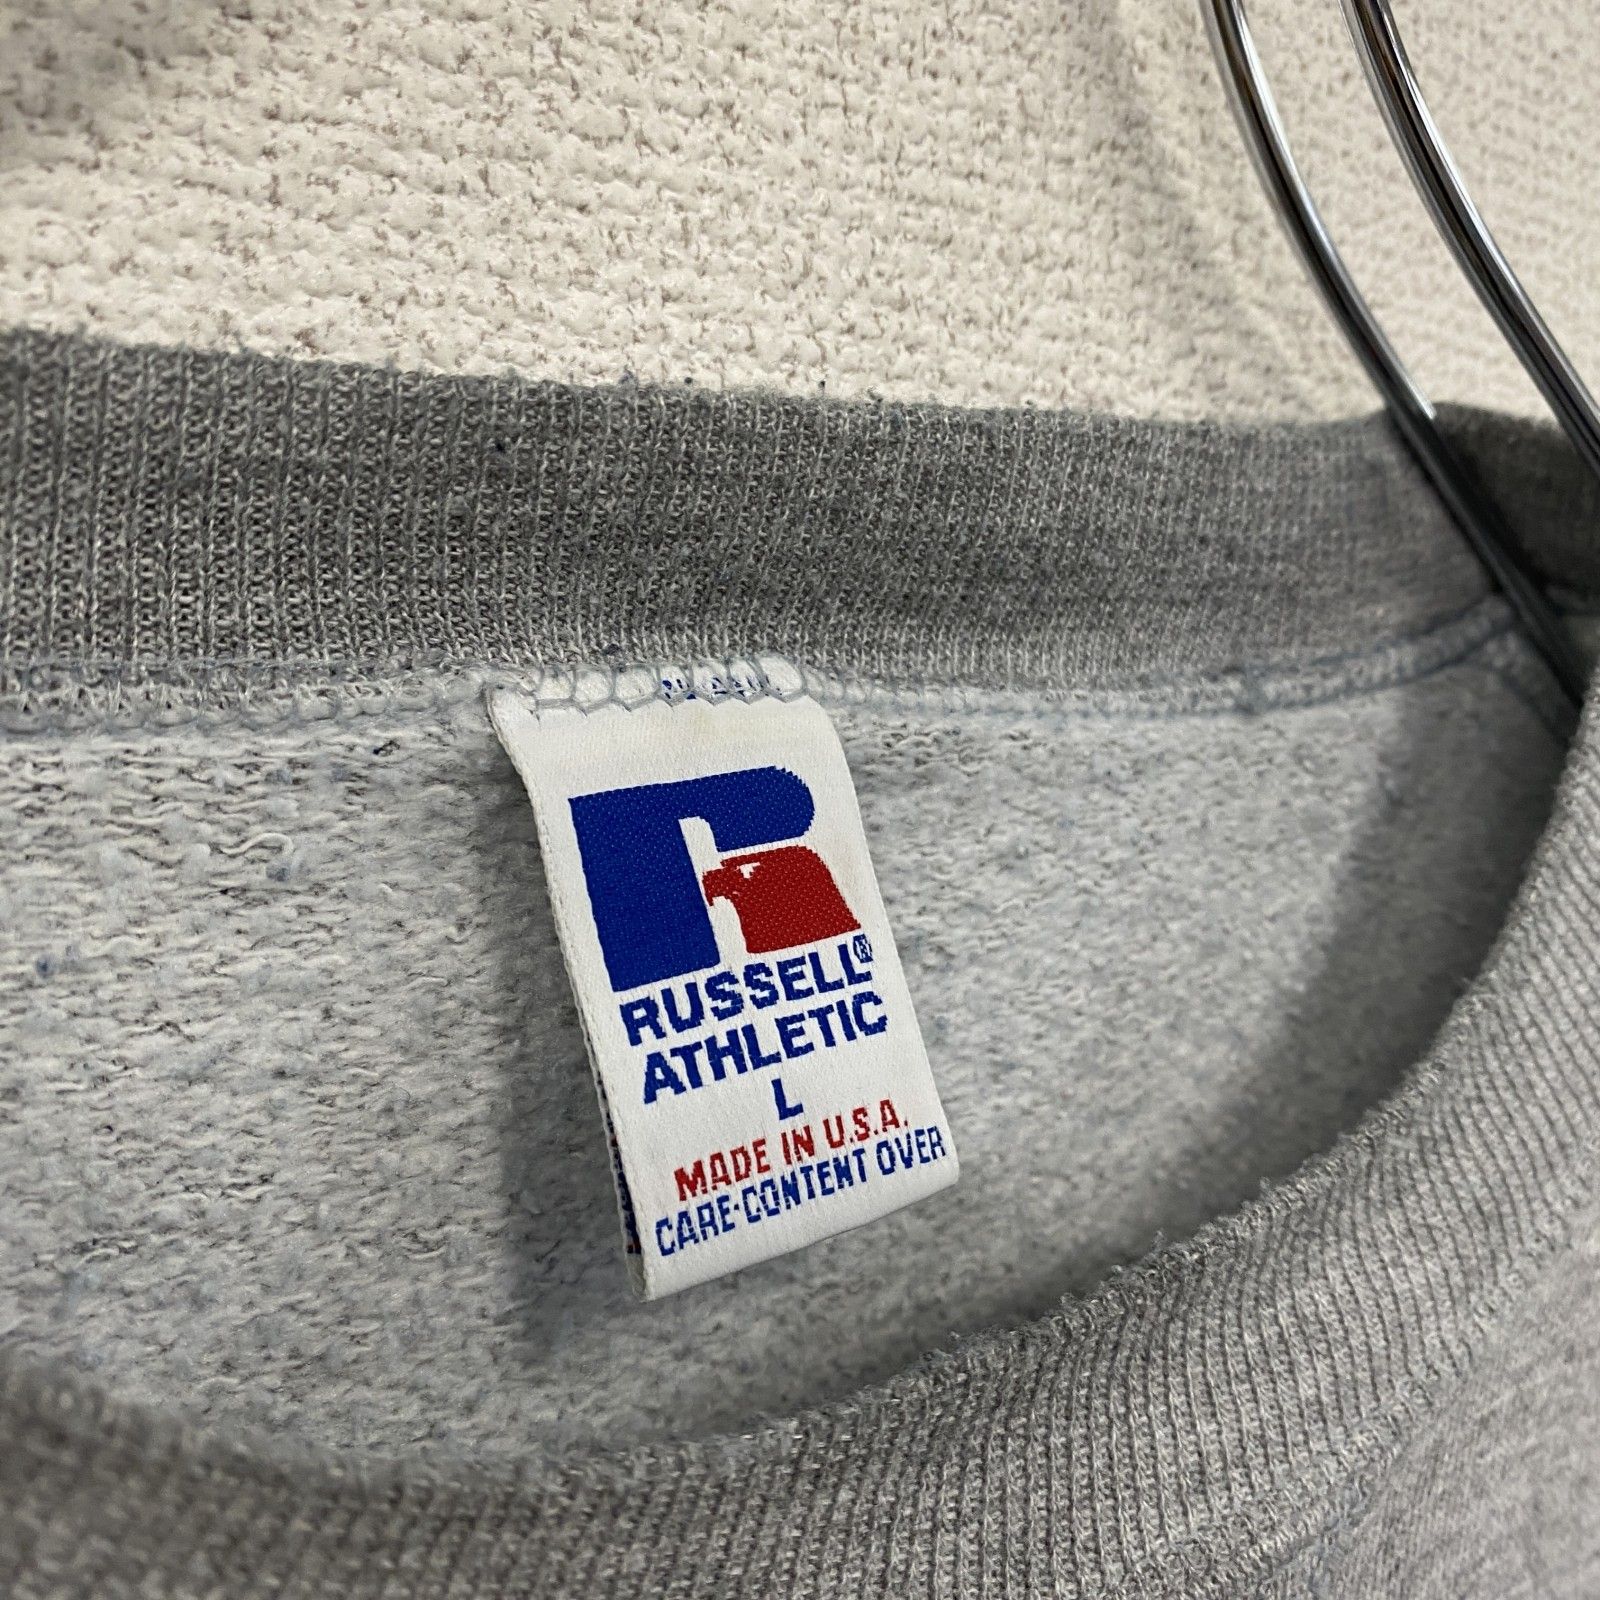 RUSSELL®
ATHLETIC
L
MADE IN U.S.A.
CARE-CONTENT OVER